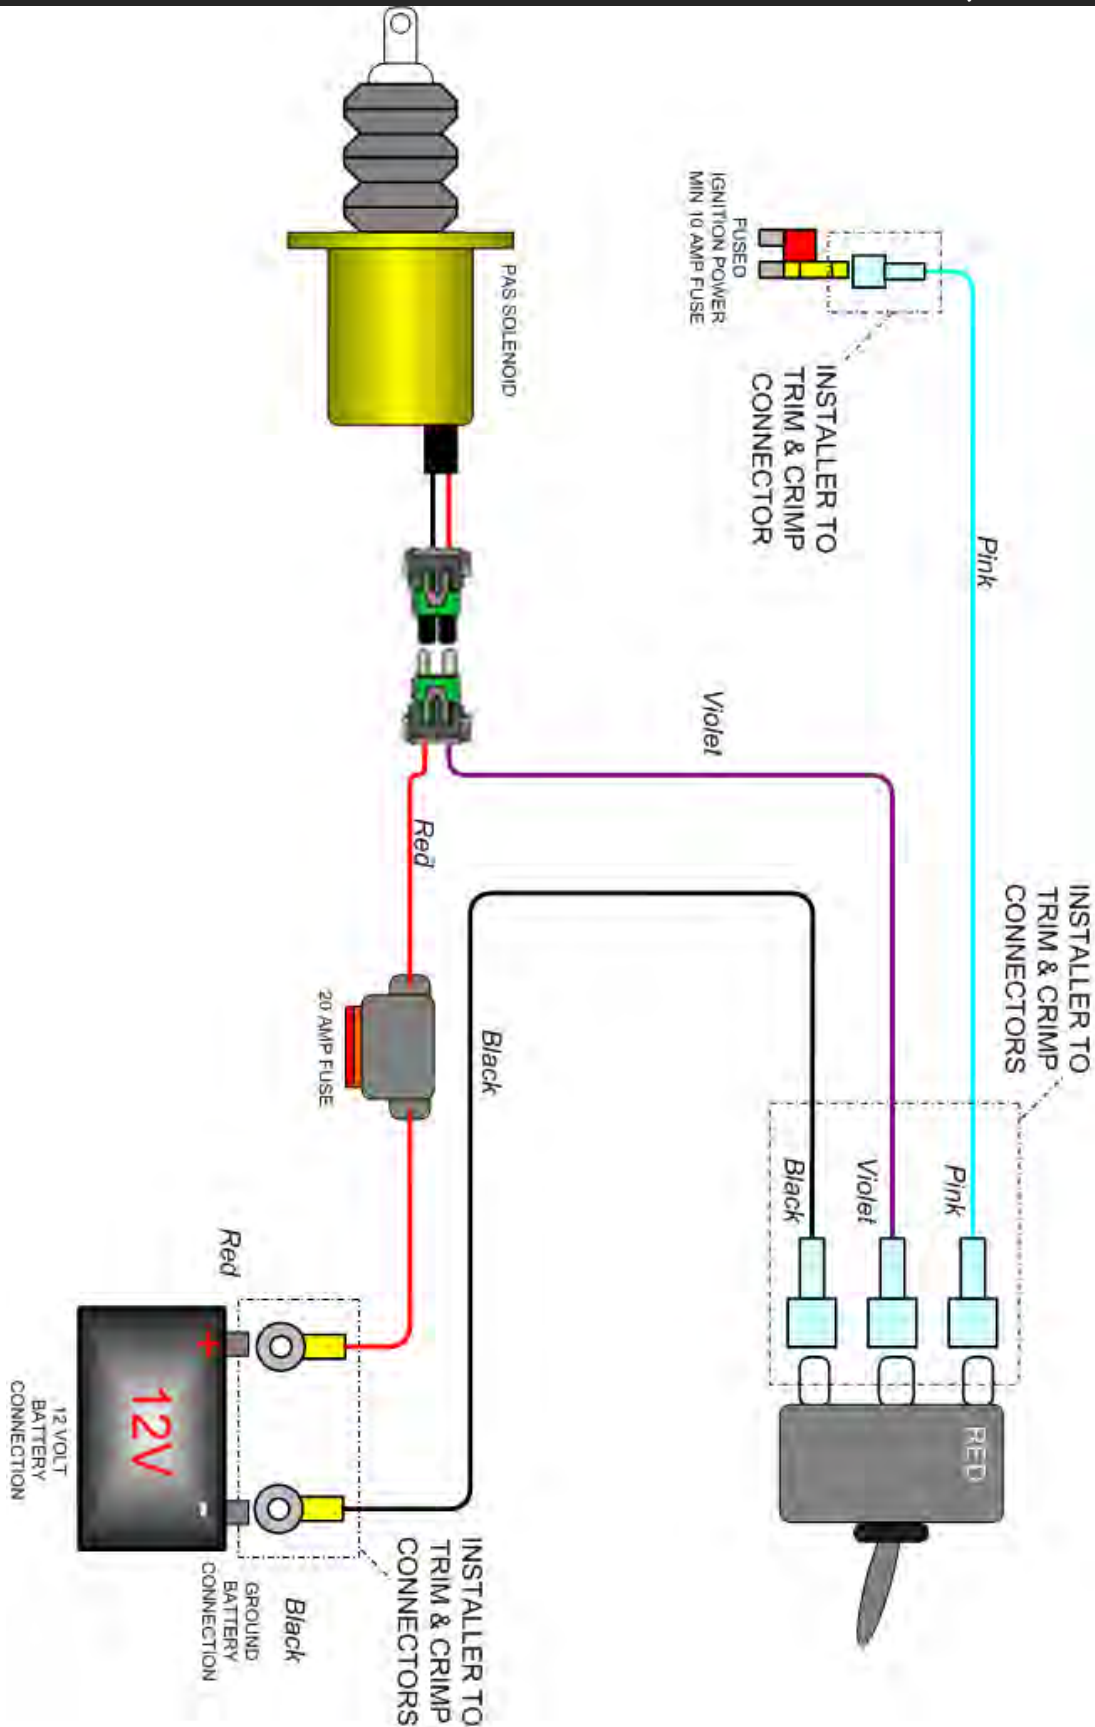 FUSED
IGNITION POWER
MIN 10 AMP FUSE
INSTALLER TO
TRIM & CRIMP
CONNECTOR
PAS SOLENOID
Pink
Violet
Red
Black
20 AMP FUSE
INSTALLER TO
TRIM & CRIMP
CONNECTORS
Pink
Violet
Black
RED
Red
+
12V
-
12 VOLT
BATTERY
CONNECTION
Black
GROUND
BATTERY
CONNECTION
INSTALLER TO
TRIM & CRIMP
CONNECTORS